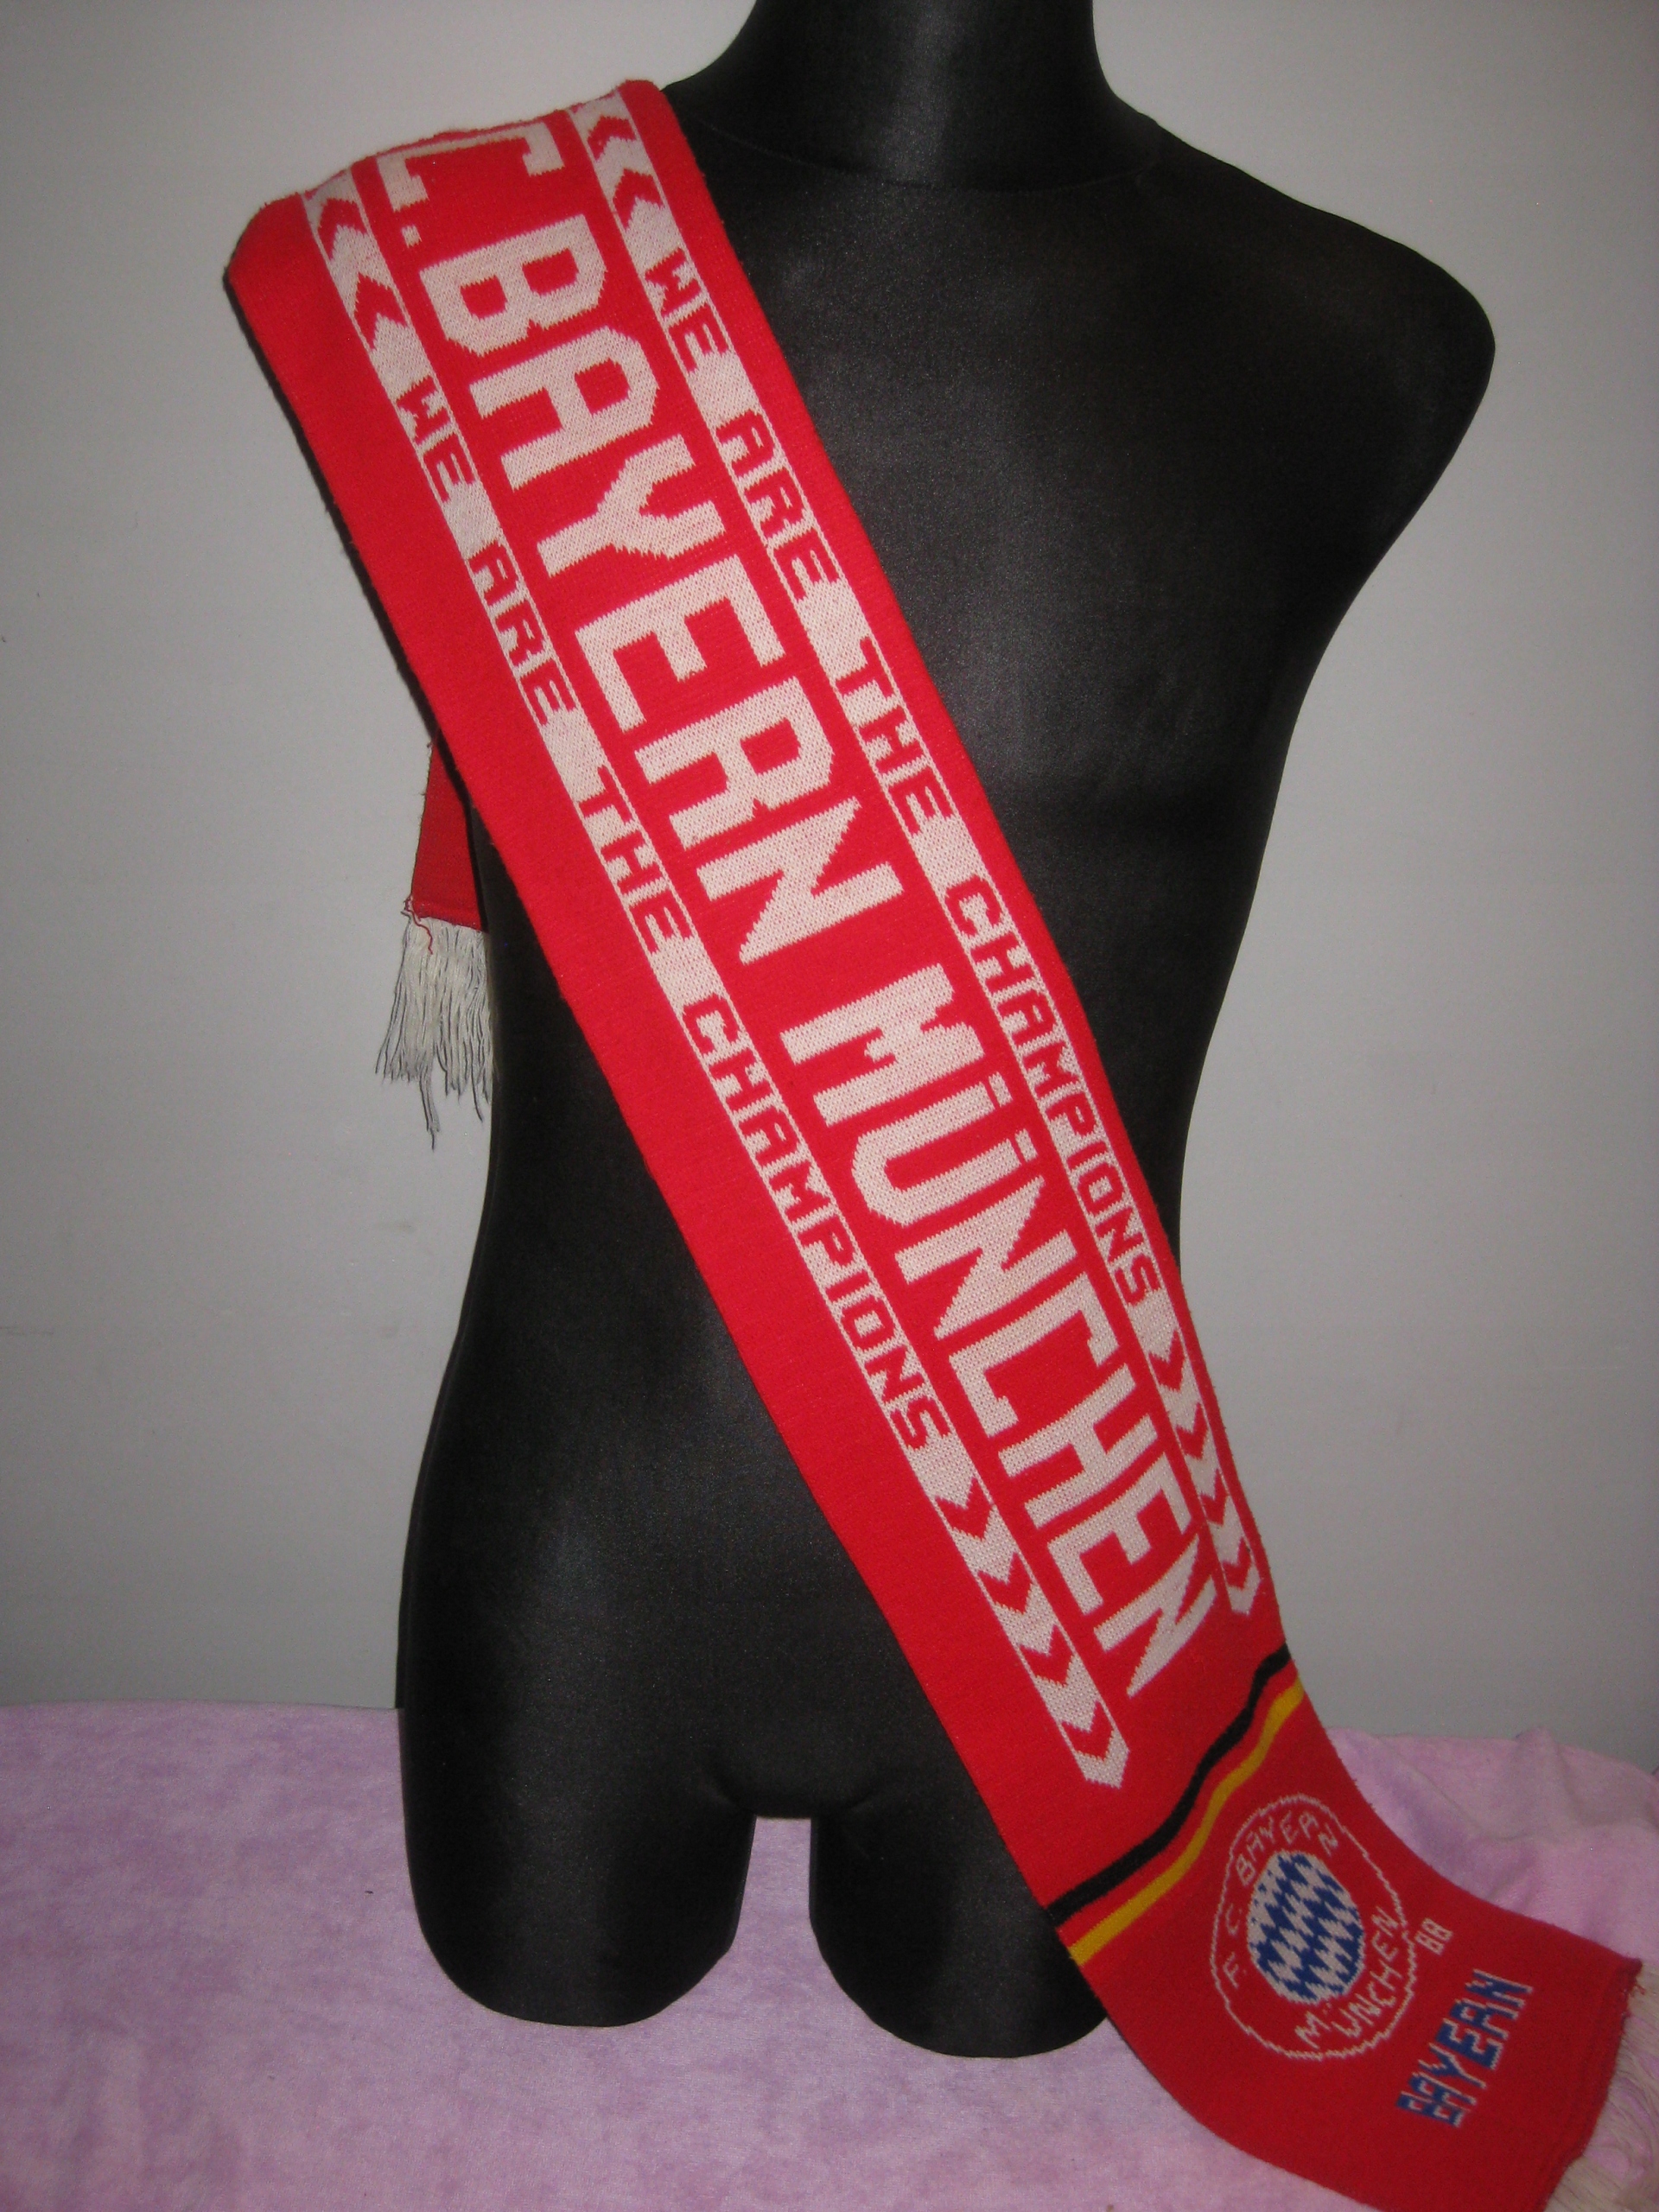 WE ARE THE CHAMPIONS
C.BAYERN MÜNCHEN
WE ARE THE CHAMPIONS
F.C.BAYERN
MÜNCHEN
88
BAYERN